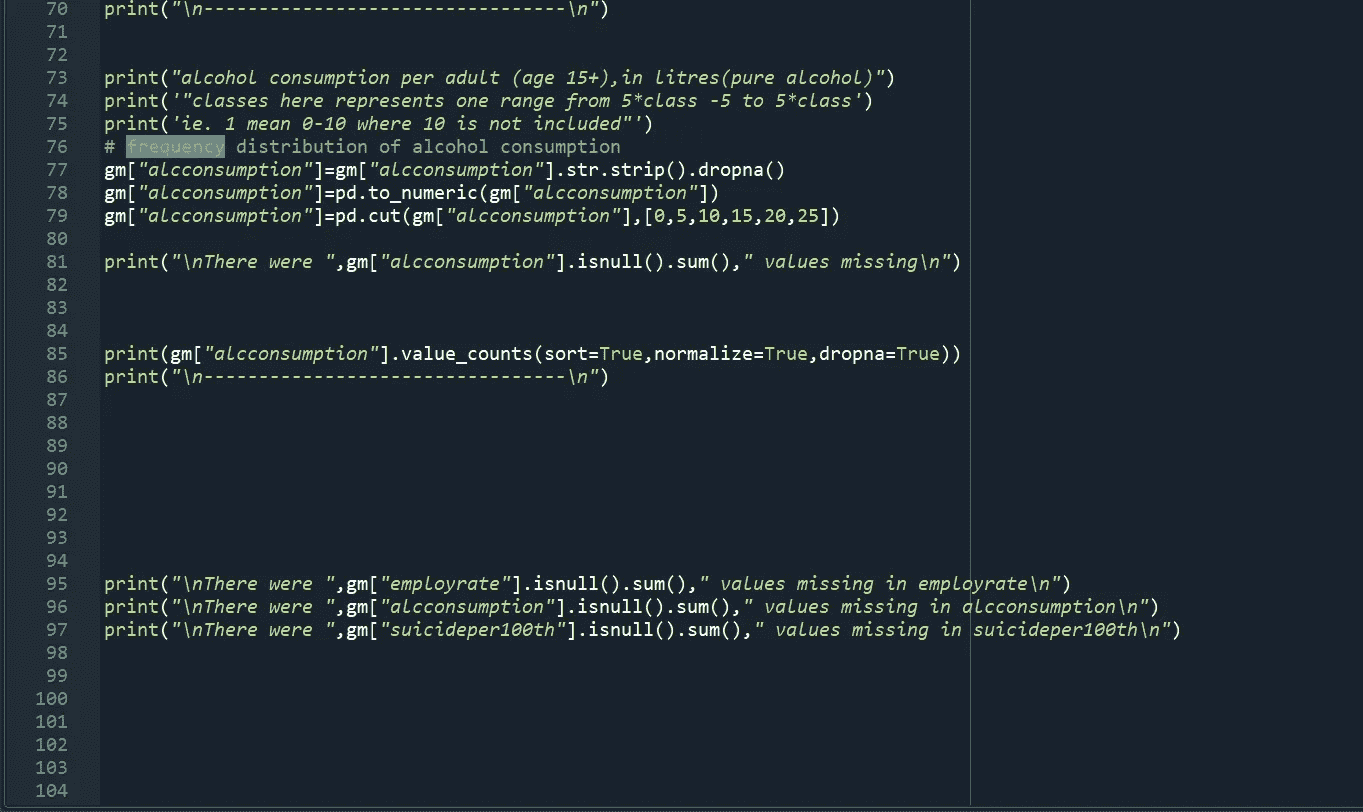 70 print("\n---------------------------------\n")
71
72
73 print("alcohol consumption per adult (age 15+),in litres(pure alcohol)")
74 print('"classes here represents one range from 5*class -5 to 5*class')
75 print('ie. 1 mean 0-10 where 10 is not included"')
76 # frequency distribution of alcohol consumption
77 gm["alcconsumption"]=gm["alcconsumption"].str.strip().dropna()
78 gm["alcconsumption"]=pd.to_numeric(gm["alcconsumption"])
79 gm["alcconsumption"]=pd.cut(gm["alcconsumption"],[0,5,10,15,20,25])
80
81 print("\nThere were ",gm["alcconsumption"].isnull().sum()," values missing\n")
82
83
84
85 print(gm["alcconsumption"].value_counts(sort=True,normalize=True,dropna=True))
86 print("\n---------------------------------\n")
87
88
89
90
91
92
93
94
95 print("\nThere were ",gm["employrate"].isnull().sum()," values missing in employrate\n")
96 print("\nThere were ",gm["alcconsumption"].isnull().sum()," values missing in alcconsumption\n")
97 print("\nThere were ",gm["suicideper100th"].isnull().sum()," values missing in suicideper100th\n")
98
99
100
101
102
103
104